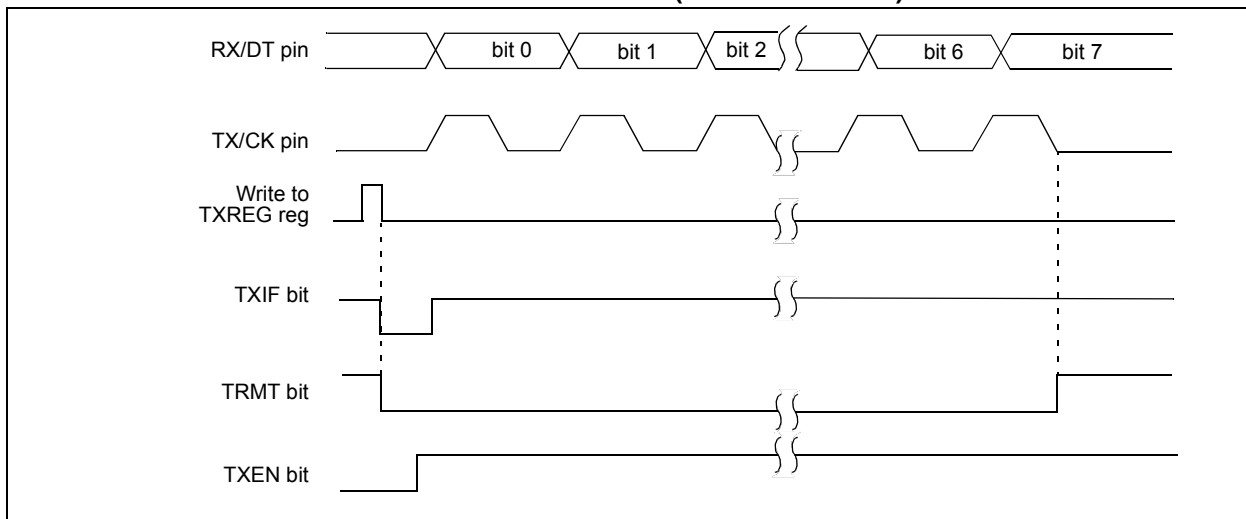 RX/DT pin
bit 0
bit 1
bit 2
bit 6
bit 7
TX/CK pin
Write to
TXREG reg
TXIF bit
TRMT bit
TXEN bit